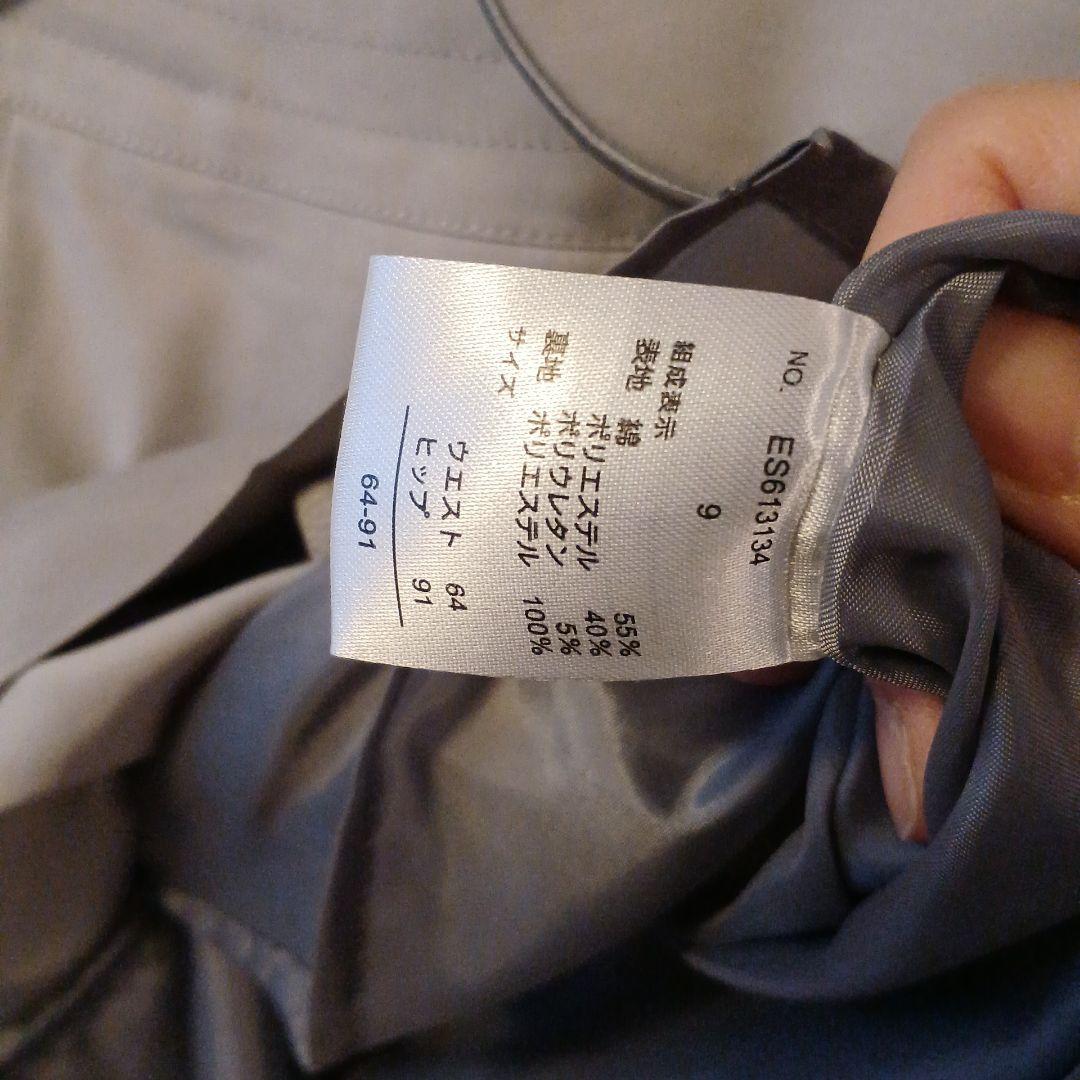 NO. ES613134
9
組成表示
表地 綿 55%
ポリエステル 40%
ポリウレタン 5%
裏地 ポリエステル 100%
サイズ
ウエスト 64
ヒップ 91
64-91